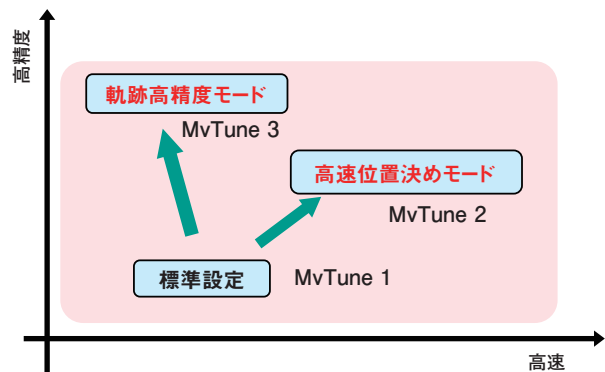 高精度
軌跡高精度モード
MvTune 3
高速位置決めモード
MvTune 2
標準設定
MvTune 1
高速